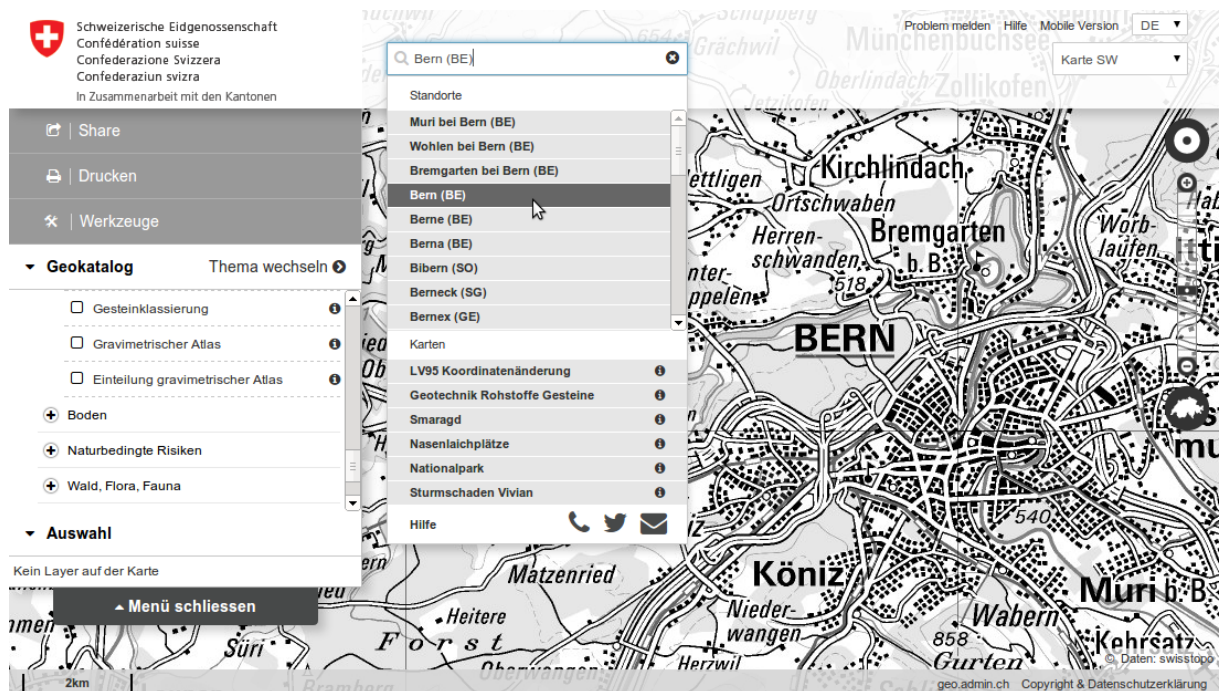 Schweizerische Eidgenossenschaft
Confédération suisse
Confederazione Svizzera
Confederaziun svizra
In Zusammenarbeit mit den Kantonen
Problem melden Hilfe Mobile Version DE
Karte SW
Bern (BE)
Share
Drucken
Werkzeuge
Geokatalog Thema wechseln
Gesteinklassierung
Gravimetrischer Atlas
Einteilung gravimetrischer Atlas
Boden
Naturbedingte Risiken
Wald, Flora, Fauna
Auswahl
Kein Layer auf der Karte
Menü schliessen
Standorte
Muri bei Bern (BE)
Wohlen bei Bern (BE)
Bremgarten bei Bern (BE)
Bern (BE)
Berne (BE)
Berna (BE)
Bibern (SO)
Berneck (SG)
Bernex (GE)
Karten
LV95 Koordinatenänderung
Geotechnik Rohstoffe Gesteine
Smaragd
Nasenlaichplätze
Nationalpark
Sturmschaden Vivian
Hilfe
654
Grächwil
Münchenbuchsee
Oberlindach
Zollikofen
Jetzikofen
Kirchlindach
Ortschwaben
Herren-
schwanden
Bremgarten
b. B.
Worb-
laufen
518
BERN
540
Köniz
Muri b. B.
Matzenried
Nieder-
wangen
Wabern
Heitere
Forst
Süri
858
Gurten
Kehrsatz
Herzwil
Oberwangen
Bramberg
© Daten: swisstopo
2km
geo.admin.ch Copyright & Datenschutzerklärung